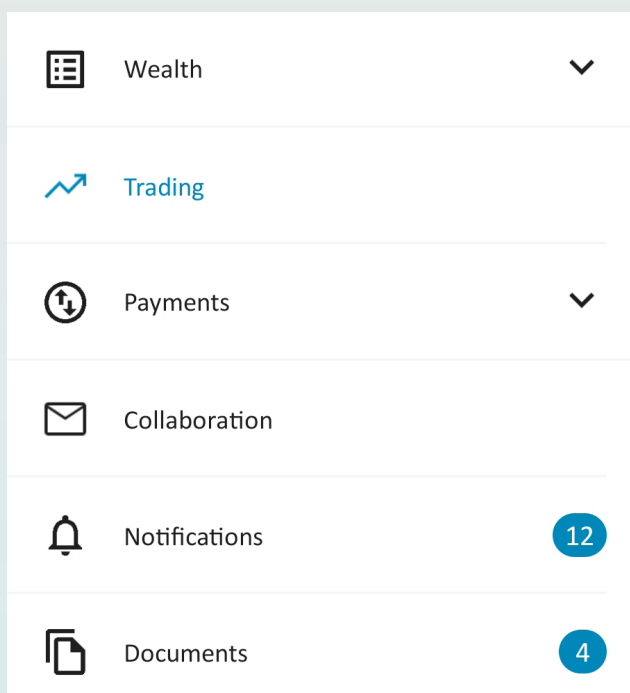 Wealth
Trading
Payments
Collaboration
Notifications 12
Documents 4